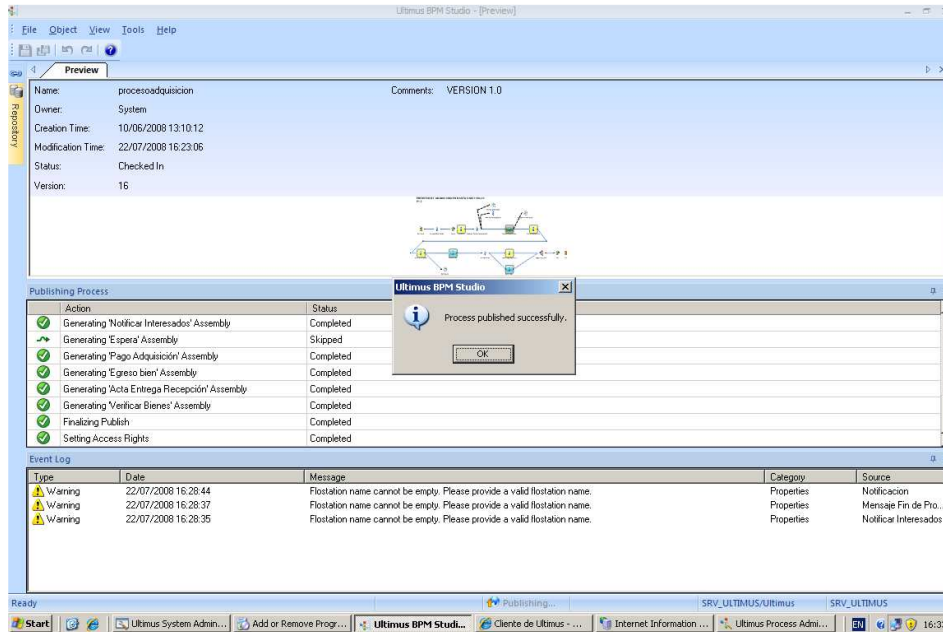 Ultimus BPM Studio - [Preview]
File Object View Tools Help
Preview
Repository
Name: procesoadquisicion Comments: VERSION 1.0
Owner: System
Creation Time: 10/06/2008 13:10:12
Modification Time: 22/07/2008 16:23:06
Status: Checked In
Version: 16
Publishing Process
Action Status
Generating 'Notificar Interesados' Assembly Completed
Generating 'Espera' Assembly Skipped
Generating 'Pago Adquisición' Assembly Completed
Generating 'Egreso bien' Assembly Completed
Generating 'Acta Entrega Recepción' Assembly Completed
Generating 'Verificar Bienes' Assembly Completed
Finalizing Publish Completed
Setting Access Rights Completed
Ultimus BPM Studio
Process published successfully.
OK
Event Log
Type Date Message Category Source
Warning 22/07/2008 16:28:44 Flostation name cannot be empty. Please provide a valid flostation name. Properties Notificacion
Warning 22/07/2008 16:28:37 Flostation name cannot be empty. Please provide a valid flostation name. Properties Mensaje Fin de Pro...
Warning 22/07/2008 16:28:35 Flostation name cannot be empty. Please provide a valid flostation name. Properties Notificar Interesados
Ready Publishing... SRV_ULTIMUS/Ultimus SRV_ULTIMUS
Start Ultimus System Admin... Add or Remove Progr... Ultimus BPM Studi... Cliente de Ultimus - ... Internet Information ... Ultimus Process Admi... EN